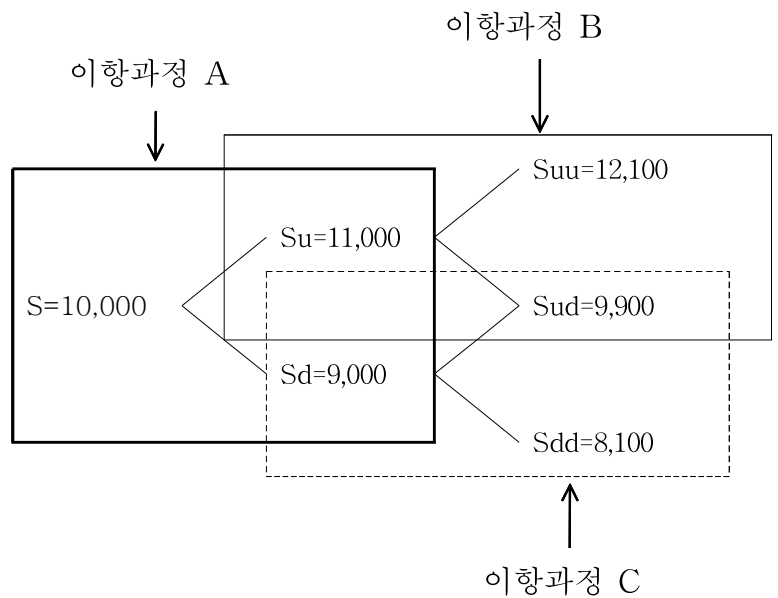 이항과정 B
이항과정 A
Suu=12,100
Su=11,000
S=10,000
Sud=9,900
Sd=9,000
Sdd=8,100
이항과정 C